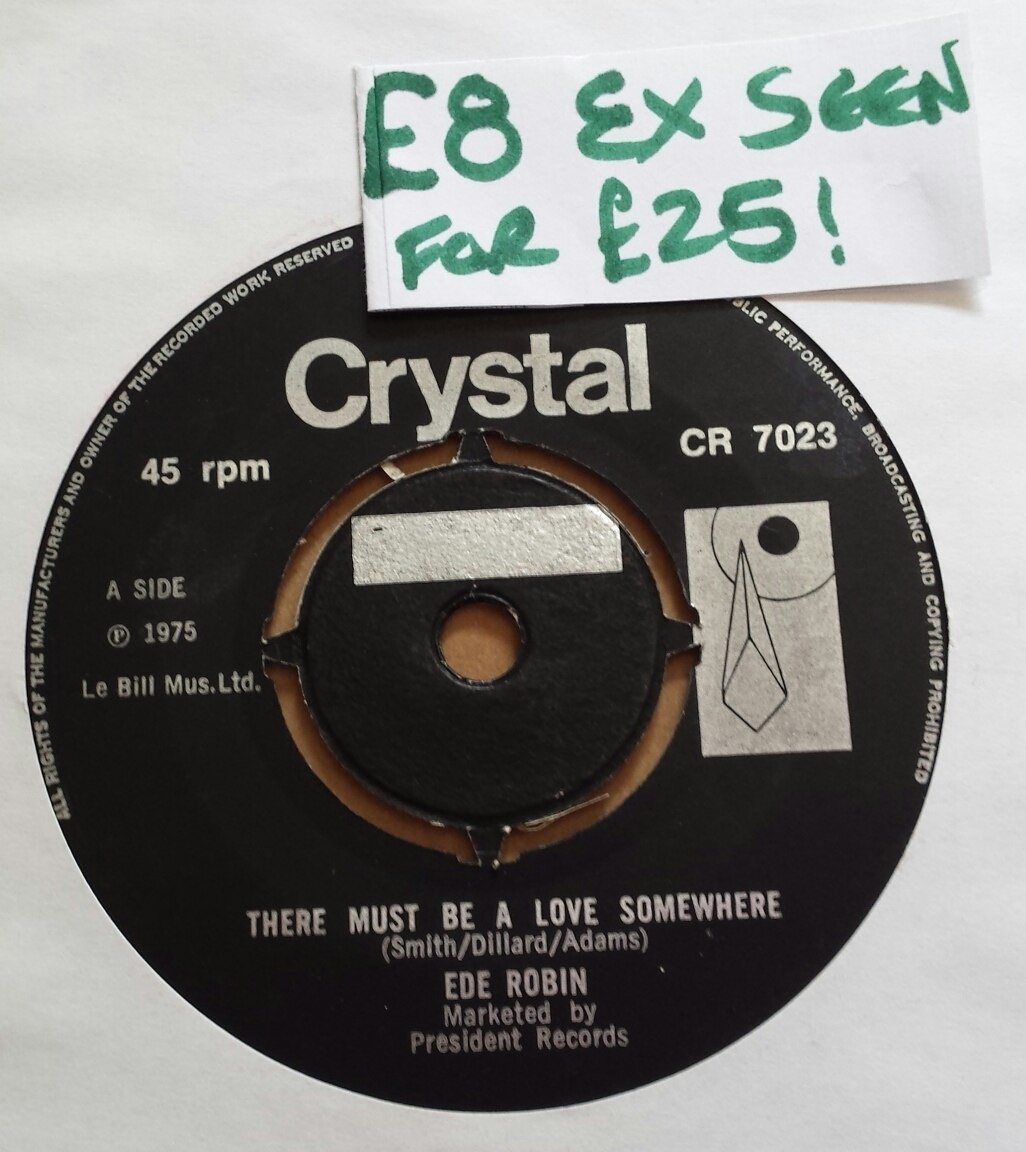 E8 EX SEEN
FOR £25!
ALL RIGHTS OF THE MANUFACTURERS AND OWNER OF THE RECORDED WORK RESERVED
PUBLIC PERFORMANCE, BROADCASTING AND COPYING PROHIBITED
Crystal
45 rpm
CR 7023
A SIDE
℗ 1975
Le Bill Mus.Ltd.
THERE MUST BE A LOVE SOMEWHERE
(Smith/Dillard/Adams)
EDE ROBIN
Marketed by
President Records